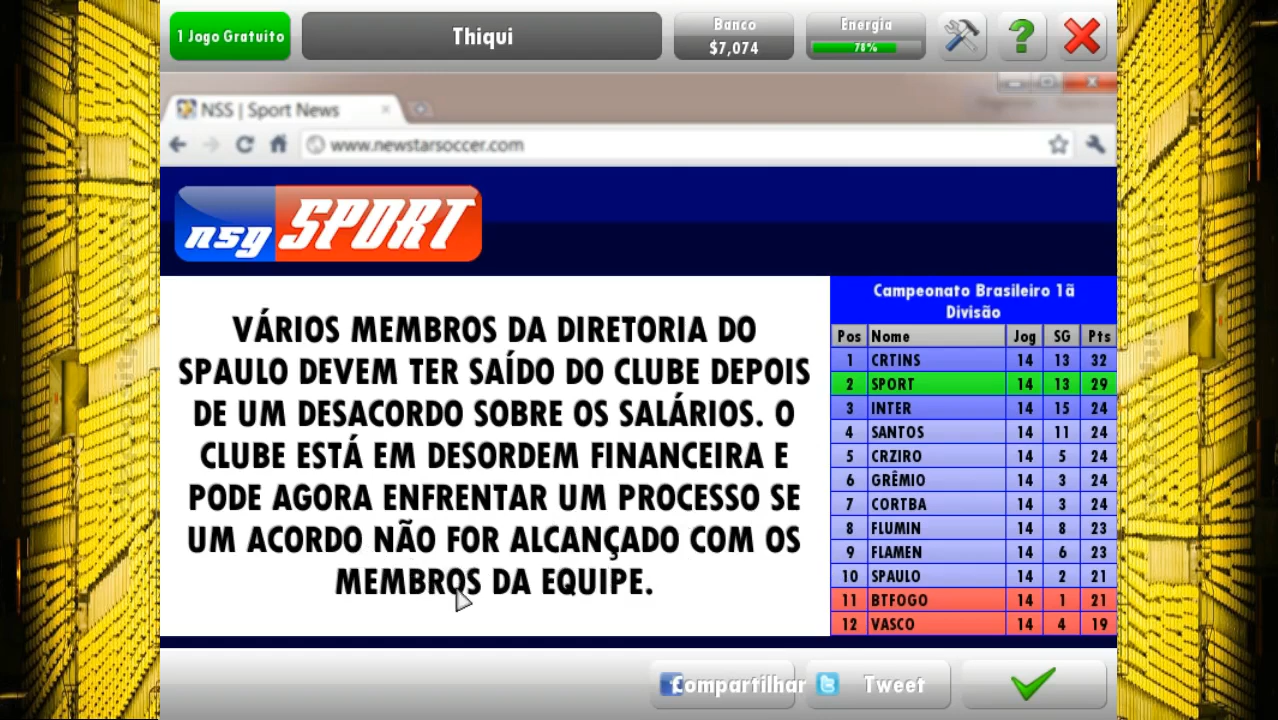 1 Jogo Gratuito
Thiqui
Banco
$7,074
Energia
78%
NSS | Sport News
www.newstarsoccer.com
nsg SPORT
VÁRIOS MEMBROS DA DIRETORIA DO
SPAULO DEVEM TER SAÍDO DO CLUBE DEPOIS
DE UM DESACORDO SOBRE OS SALÁRIOS. O
CLUBE ESTÁ EM DESORDEM FINANCEIRA E
PODE AGORA ENFRENTAR UM PROCESSO SE
UM ACORDO NÃO FOR ALCANÇADO COM OS
MEMBROS DA EQUIPE.
Campeonato Brasileiro 1ã
Divisão
Pos Nome Jog SG Pts
1 CRTINS 14 13 32
2 SPORT 14 13 29
3 INTER 14 15 24
4 SANTOS 14 11 24
5 CRZIRO 14 5 24
6 GRÊMIO 14 3 24
7 CORTBA 14 3 24
8 FLUMIN 14 8 23
9 FLAMEN 14 6 23
10 SPAULO 14 2 21
11 BTFOGO 14 1 21
12 VASCO 14 4 19
Compartilhar
Tweet